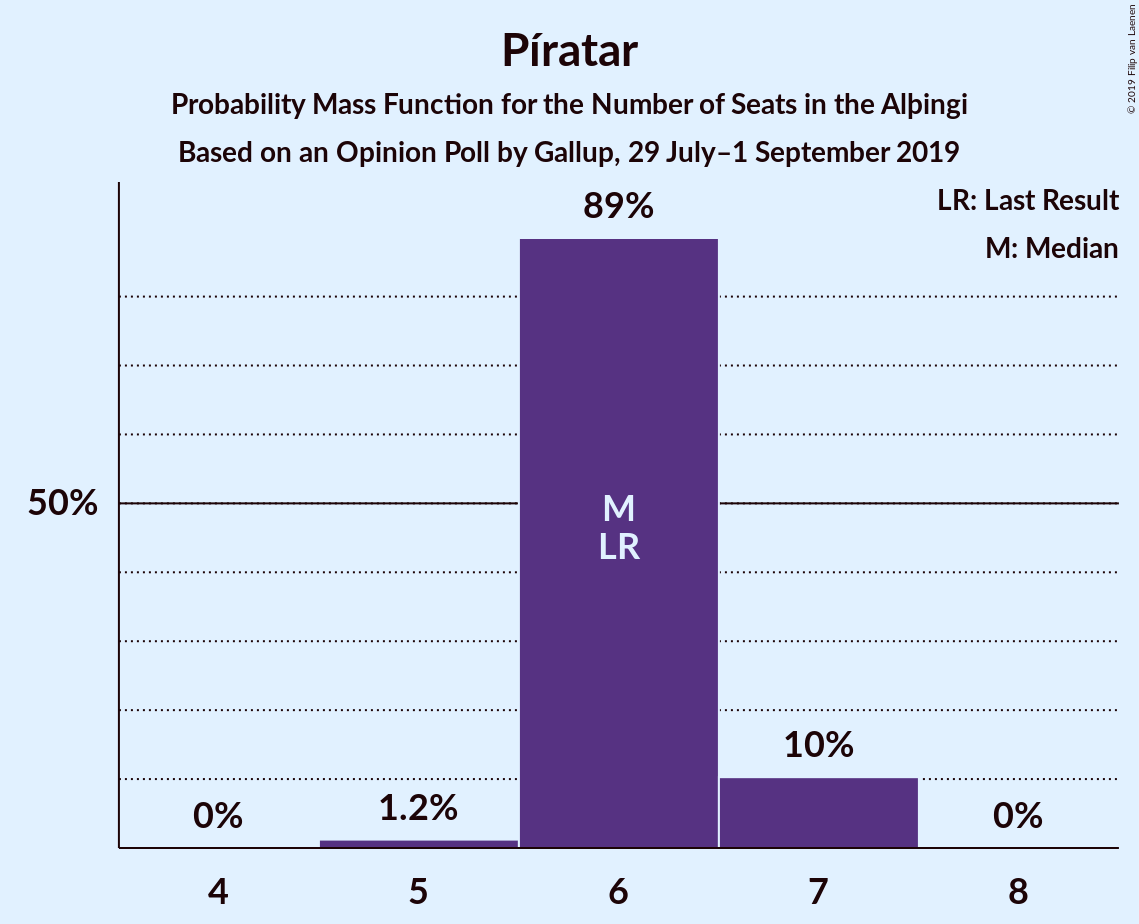 Píratar
Probability Mass Function for the Number of Seats in the Alþingi
Based on an Opinion Poll by Gallup, 29 July–1 September 2019
© 2019 Filip van Laenen
LR: Last Result
M: Median
89%
50%
M
LR
10%
0%
1.2%
0%
4
5
6
7
8